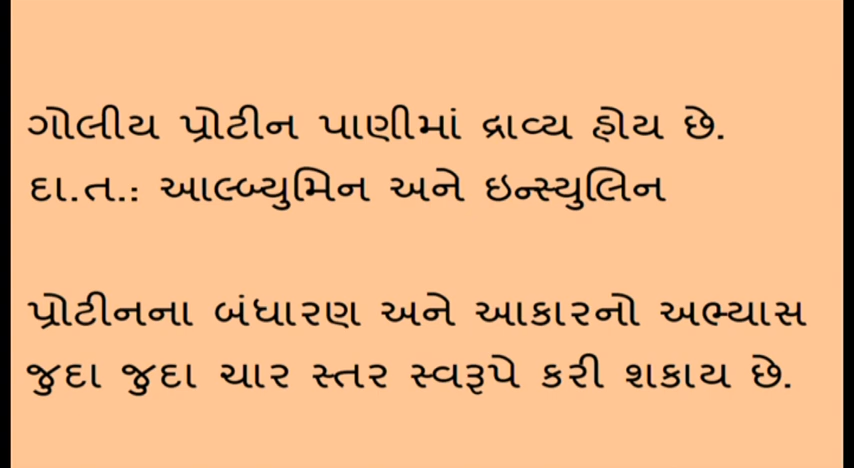 ગોલીય પ્રોટીન પાણીમાં દ્રાવ્ય હોય છે.
દા.ત.: આલ્બ્યુમિન અને ઇન્સ્યુલિન
પ્રોટીનના બંધારણ અને આકારનો અભ્યાસ
જુદા જુદા ચાર સ્તર સ્વરૂપે કરી શકાય છે.